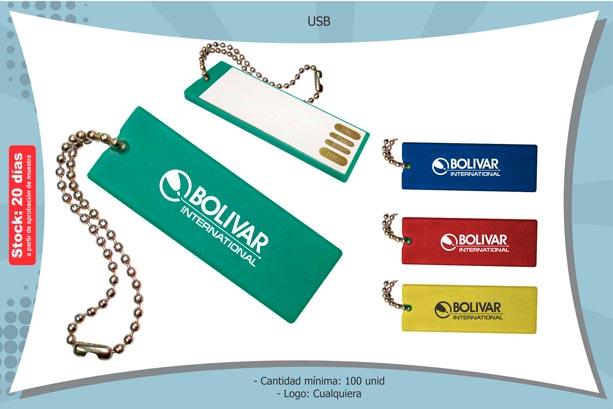 USB
Stock: 20 días
a partir de aprobación de muestra
BOLIVAR
INTERNATIONAL
BOLIVAR
INTERNATIONAL
BOLIVAR
INTERNATIONAL
BOLIVAR
INTERNATIONAL
- Cantidad mínima: 100 unid
- Logo: Cualquiera